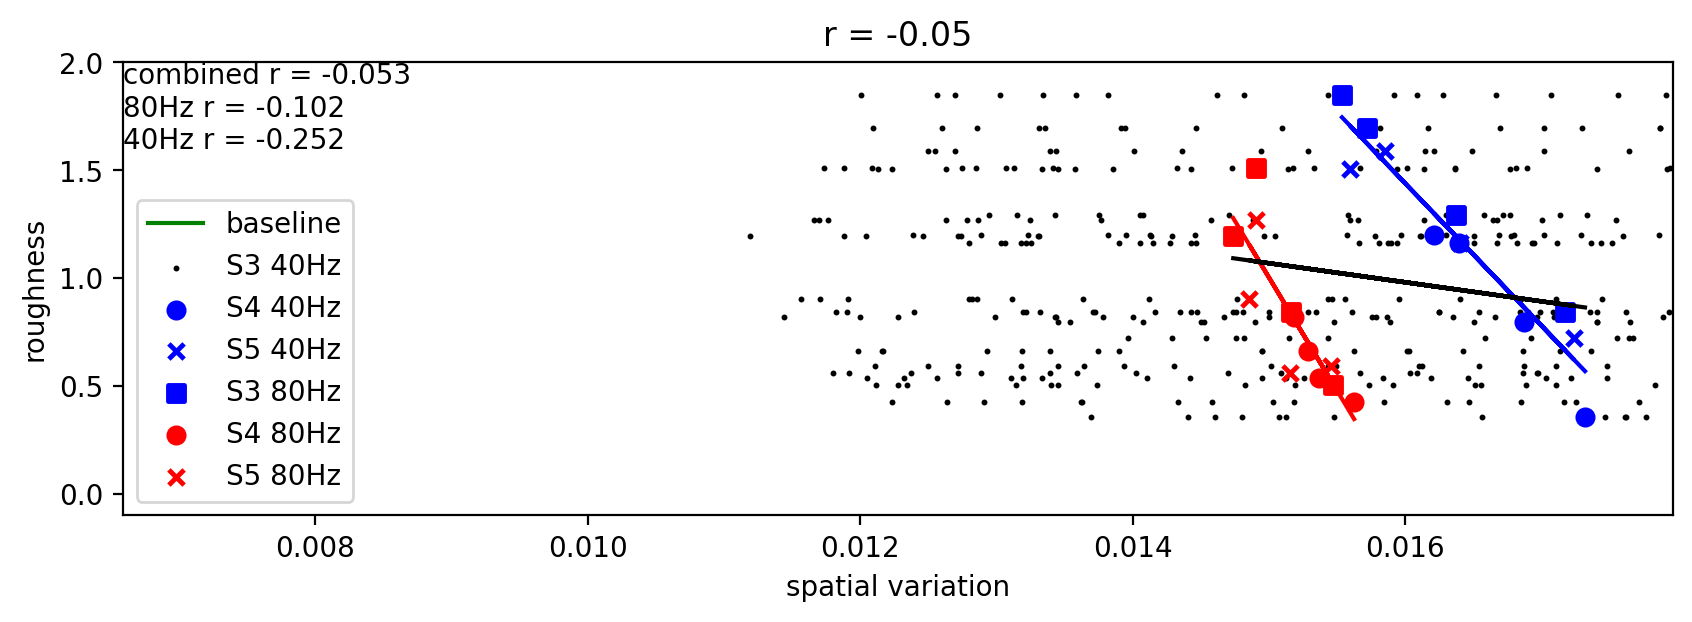 r = -0.05
combined r = -0.053
80Hz r = -0.102
40Hz r = -0.252
baseline
S3 40Hz
S4 40Hz
S5 40Hz
S3 80Hz
S4 80Hz
S5 80Hz
roughness
2.0
1.5
1.0
0.5
0.0
0.008 0.010 0.012 0.014 0.016
spatial variation